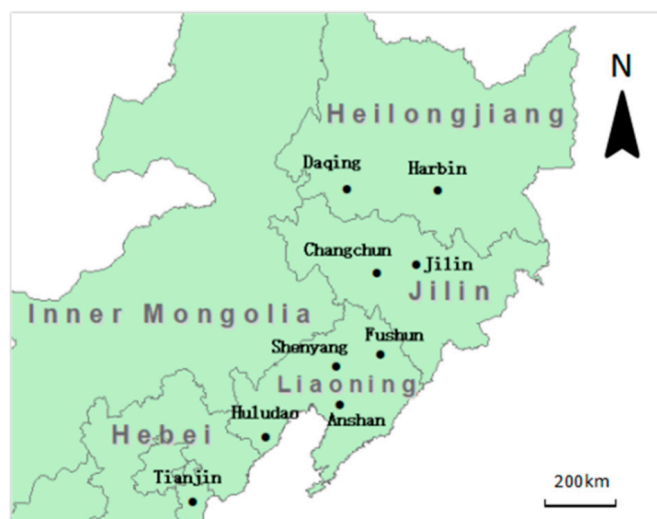 N
Heilongjiang
Daqing
Harbin
Changchun
Jilin
Jilin
Inner Mongolia
Fushun
Shenyang
Liaoning
Huludao
Anshan
Hebei
Tianjin
200km